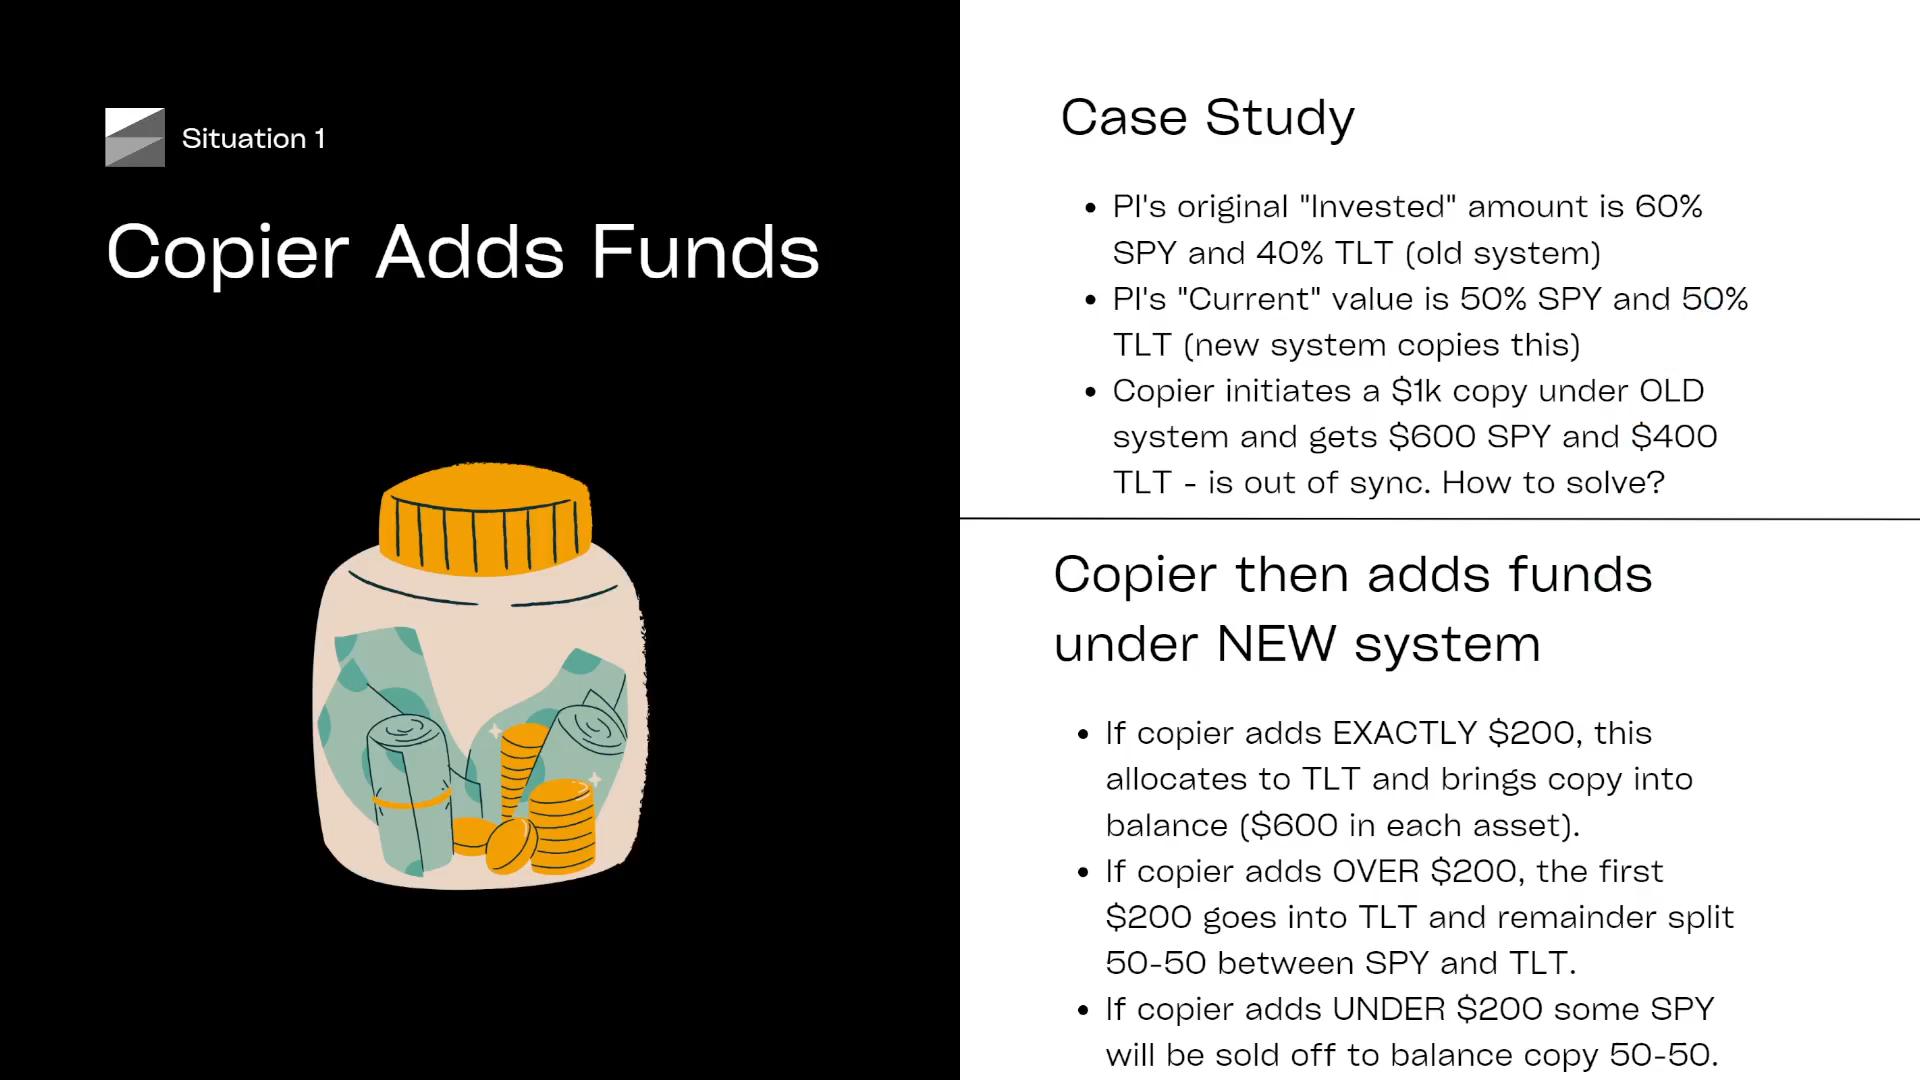 Situation 1
Copier Adds Funds
Case Study
• PI's original "Invested" amount is 60%
SPY and 40% TLT (old system)
• PI's "Current" value is 50% SPY and 50%
TLT (new system copies this)
• Copier initiates a $1k copy under OLD
system and gets $600 SPY and $400
TLT - is out of sync. How to solve?
Copier then adds funds
under NEW system
• If copier adds EXACTLY $200, this
allocates to TLT and brings copy into
balance ($600 in each asset).
• If copier adds OVER $200, the first
$200 goes into TLT and remainder split
50-50 between SPY and TLT.
• If copier adds UNDER $200 some SPY
will be sold off to balance copy 50-50.